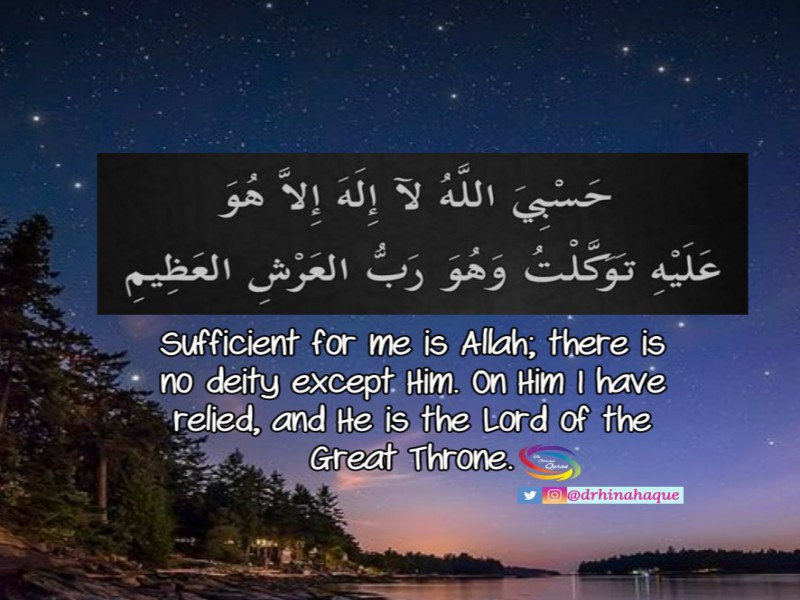 حَسْبِيَ اللَّهُ لَآ إِلَهَ إِلاَّ هُوَ
عَلَيْهِ تَوَكَّلْتُ وَهُوَ رَبُّ العَرْشِ العَظِيمِ
Sufficient for me is Allah; there is
no deity except Him. On Him I have
relied, and He is the Lord of the
Great Throne.
Quran
@drhinahaque